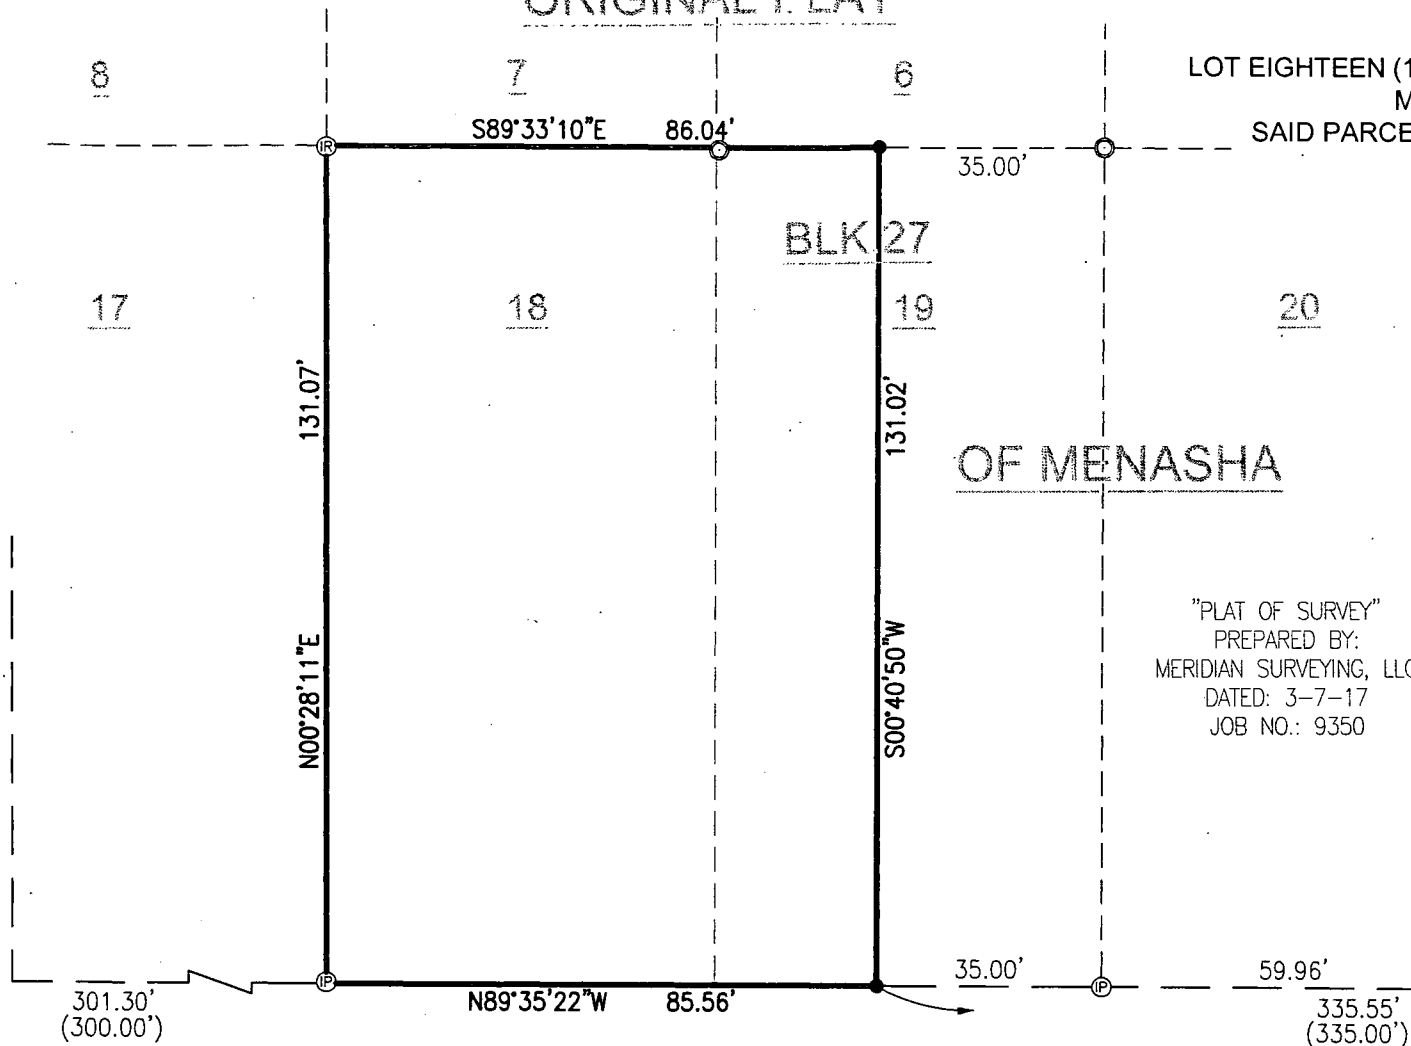 ORIGINAL PLAT
8
7
6
LOT EIGHTEEN (1
M
SAID PARCE
S89°33'10"E 86.04'
IR
35.00'
BLK 27
17
18
19
20
131.07'
131.02'
OF MENASHA
N00°28'11"E
S00°40'50"W
"PLAT OF SURVEY"
PREPARED BY:
MERIDIAN SURVEYING, LLC
DATED: 3-7-17
JOB NO.: 9350
IP
N89°35'22"W 85.56'
35.00'
IP
59.96'
301.30'
(300.00')
335.55'
(335.00')